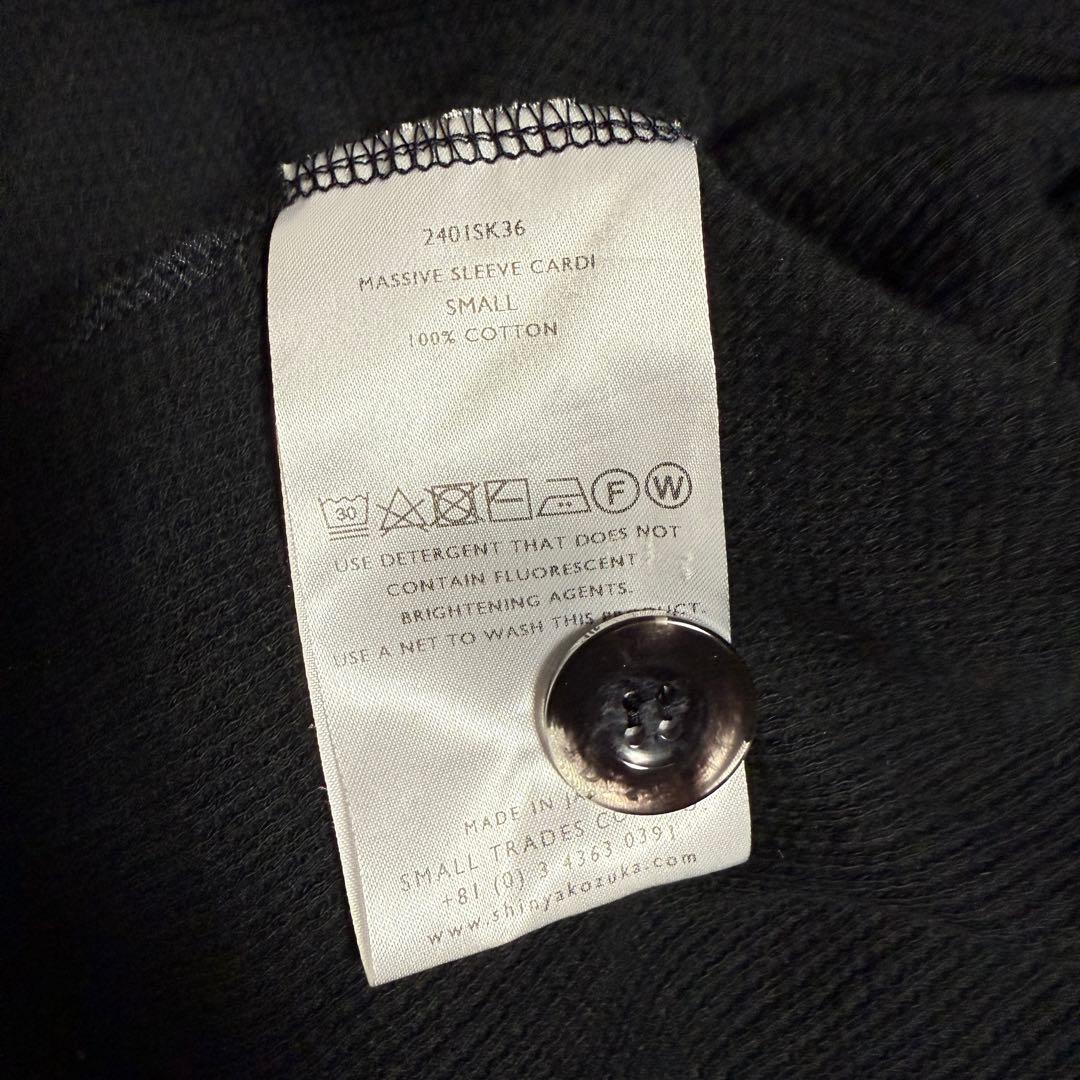 2401SK36
MASSIVE SLEEVE CARDI
SMALL
100% COTTON
30 F W
USE DETERGENT THAT DOES NOT
CONTAIN FLUORESCENT
BRIGHTENING AGENTS.
USE A NET TO WASH THIS
MADE IN
SMALL TRADES
+81 (0) 3 4363 0391
www.shinyakozuka.com